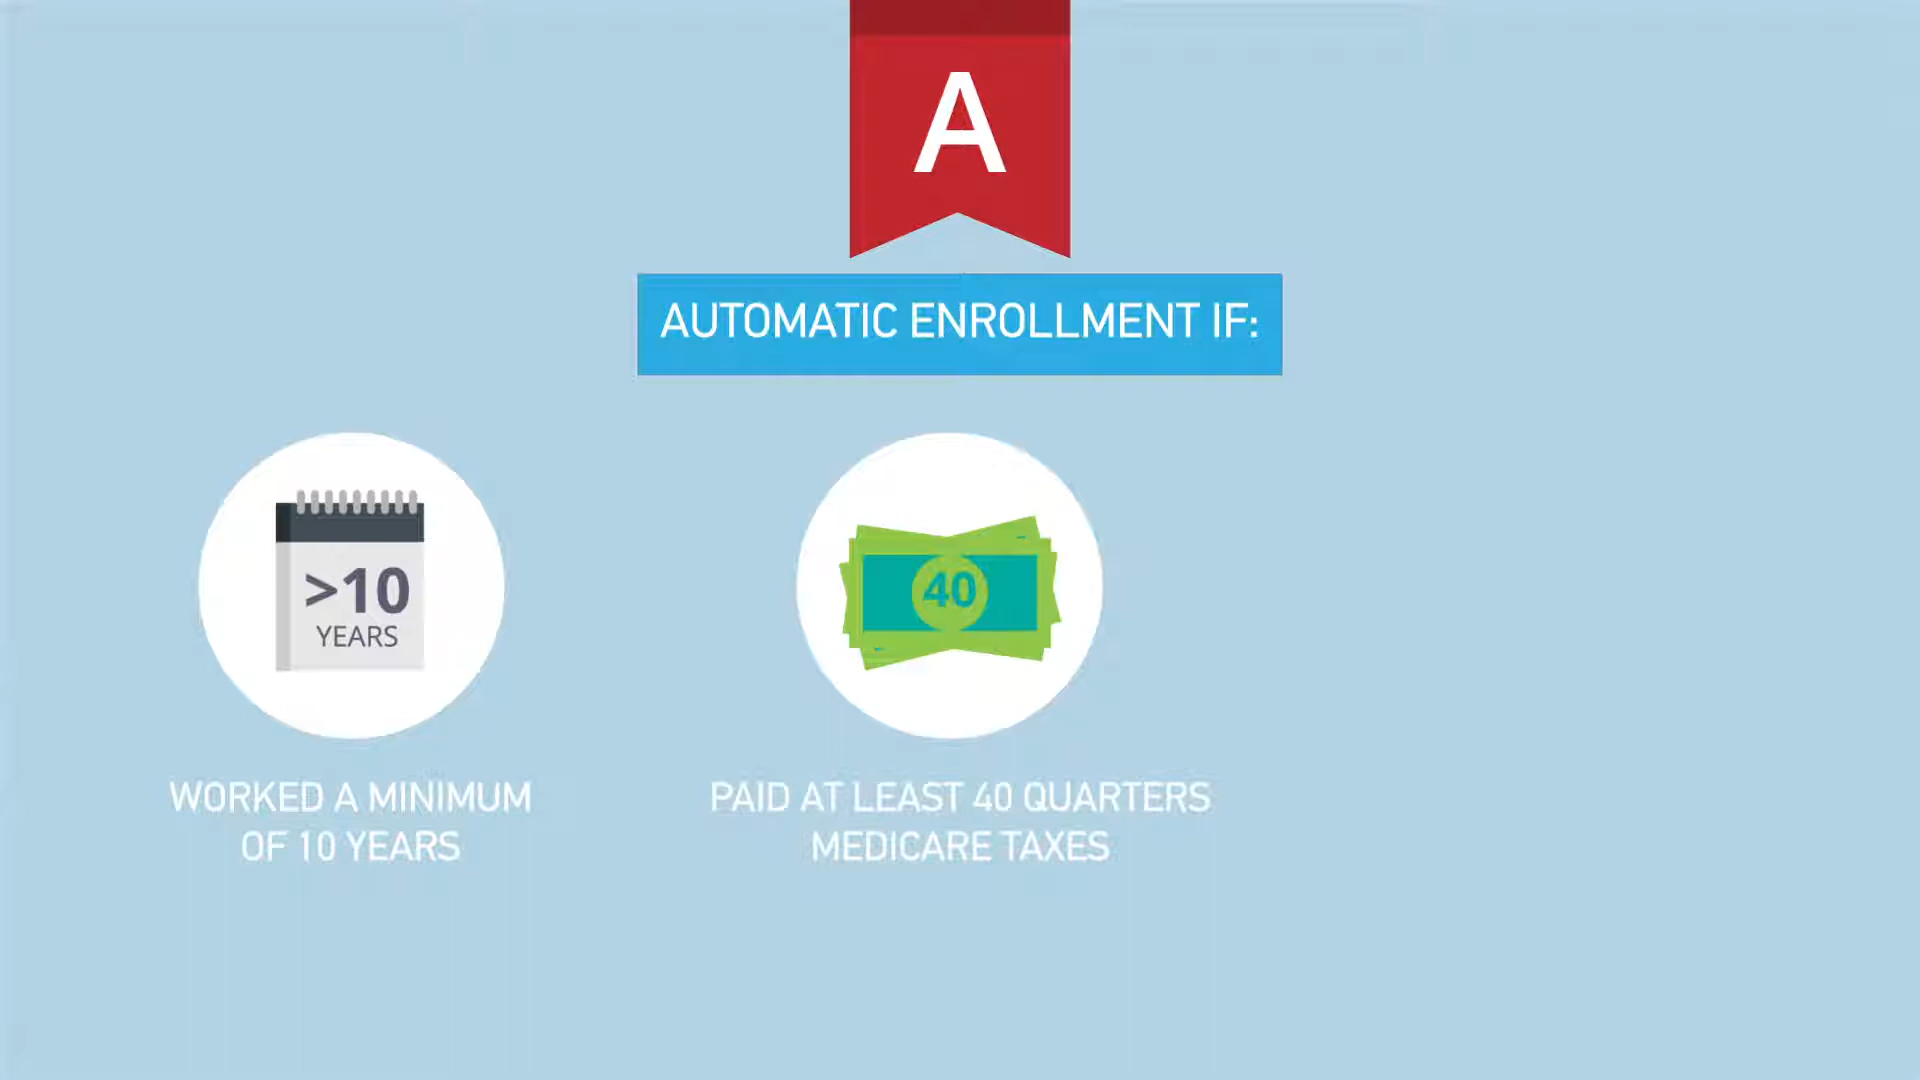 A
AUTOMATIC ENROLLMENT IF:
>10
YEARS
40
WORKED A MINIMUM
OF 10 YEARS
PAID AT LEAST 40 QUARTERS
MEDICARE TAXES